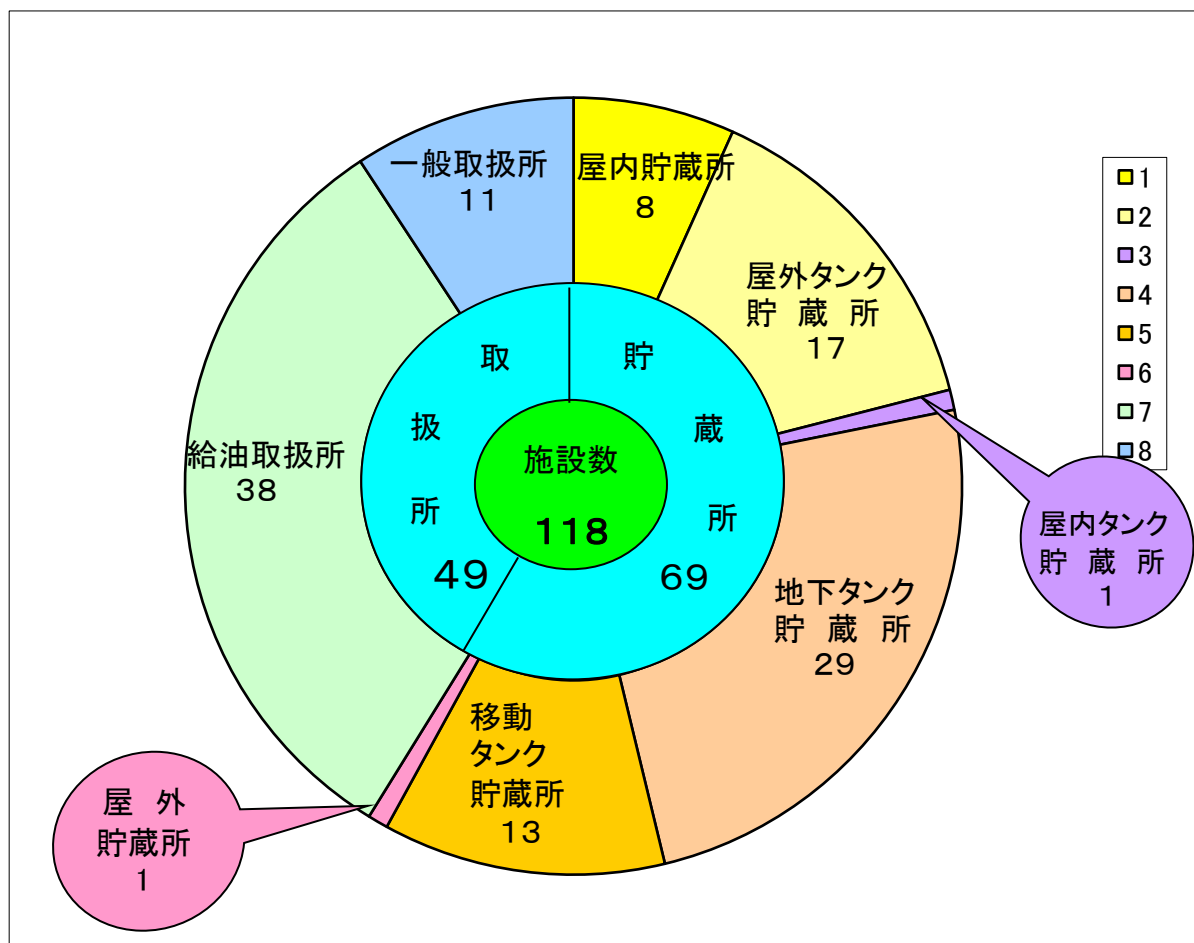 一般取扱所
11
屋内貯蔵所
8
屋外タンク
貯 蔵 所
17
屋内タンク
貯 蔵 所
1
地下タンク
貯 蔵 所
29
移動
タンク
貯蔵所
13
屋 外
貯蔵所
1
給油取扱所
38
取
扱
所
49
貯
蔵
所
69
施設数
118
1
2
3
4
5
6
7
8